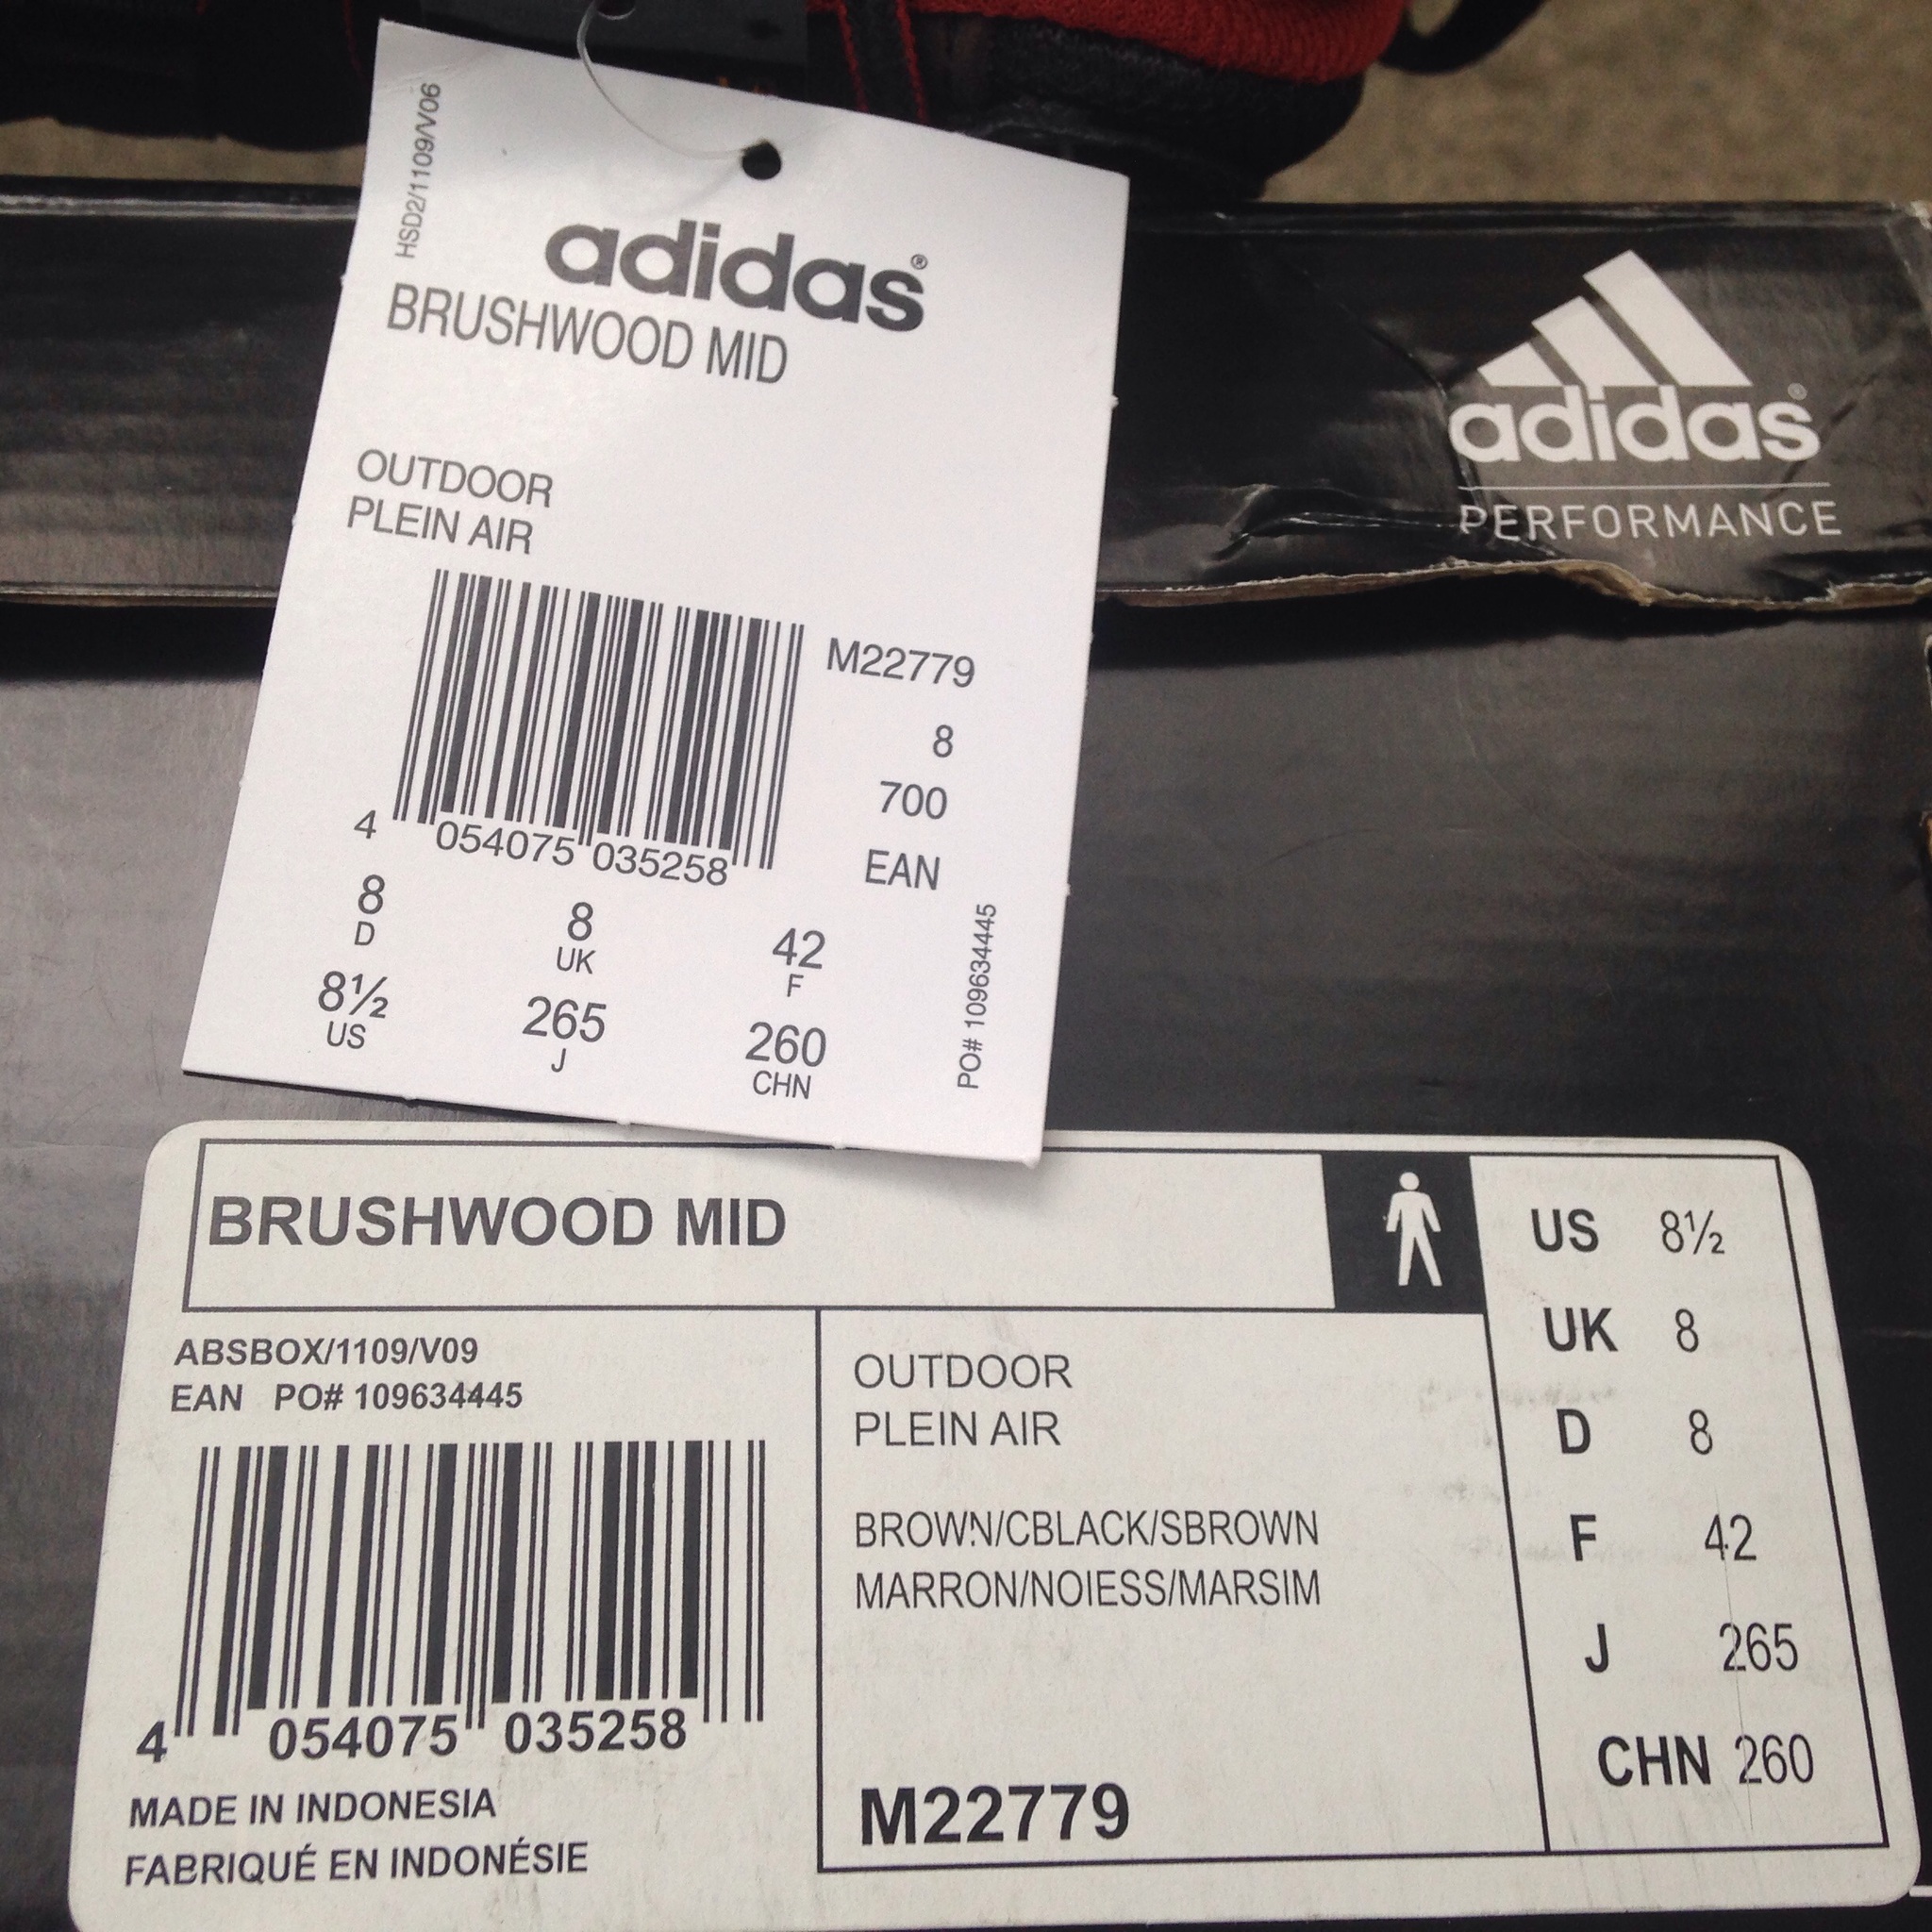 HSD2/1109/V06
adidas®
BRUSHWOOD MID
OUTDOOR
PLEIN AIR
M22779
8
700
EAN
4 054075 035258
8 8 42
D UK F
8½ 265 260
US J CHN
PO# 109634445
adidas®
PERFORMANCE
BRUSHWOOD MID
ABSBOX/1109/V09
EAN PO# 109634445
4 054075 035258
MADE IN INDONESIA
FABRIQUÉ EN INDONÉSIE
OUTDOOR
PLEIN AIR
BROWN/CBLACK/SBROWN
MARRON/NOIESS/MARSIM
M22779
US 8½
UK 8
D 8
F 42
J 265
CHN 260